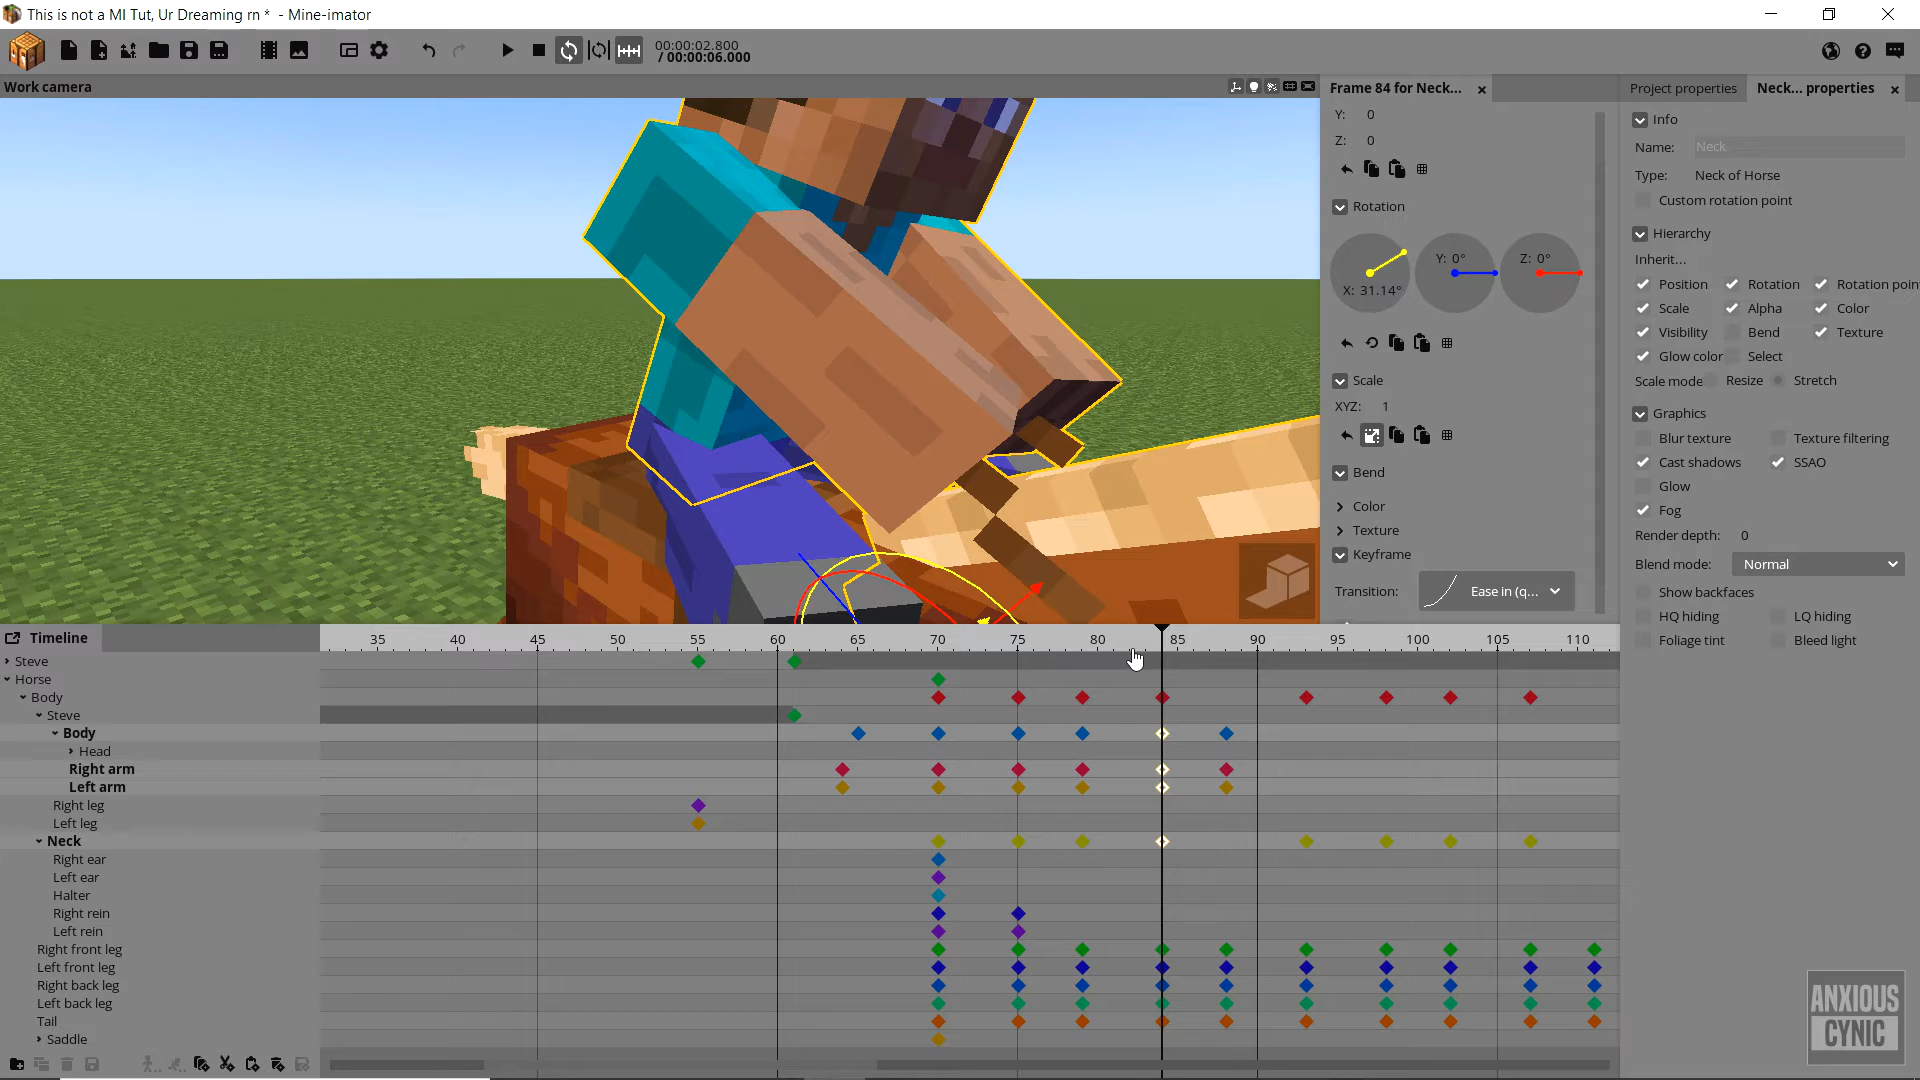 This is not a MI Tut, Ur Dreaming rn * - Mine-imator
00:00:02.800
/ 00:00:06.000
Work camera
Frame 84 for Neck...
Y: 0
Z: 0
Rotation
X: 31.14°
Y: 0°
Z: 0°
Scale
XYZ: 1
Bend
Color
Texture
Keyframe
Transition: Ease in (q...
Project properties
Neck... properties
Info
Name: Neck
Type: Neck of Horse
Custom rotation point
Hierarchy
Inherit...
Position Rotation Rotation poin
Scale Alpha Color
Visibility Bend Texture
Glow color Select
Scale mode Resize Stretch
Graphics
Blur texture Texture filtering
Cast shadows SSAO
Glow
Fog
Render depth: 0
Blend mode: Normal
Show backfaces
HQ hiding LQ hiding
Foliage tint Bleed light
Timeline
35 40 45 50 55 60 65 70 75 80 85 90 95 100 105 110
Steve
Horse
Body
Steve
Body
Head
Right arm
Left arm
Right leg
Left leg
Neck
Right ear
Left ear
Halter
Right rein
Left rein
Right front leg
Left front leg
Right back leg
Left back leg
Tail
Saddle
ANXIOUS
CYNIC